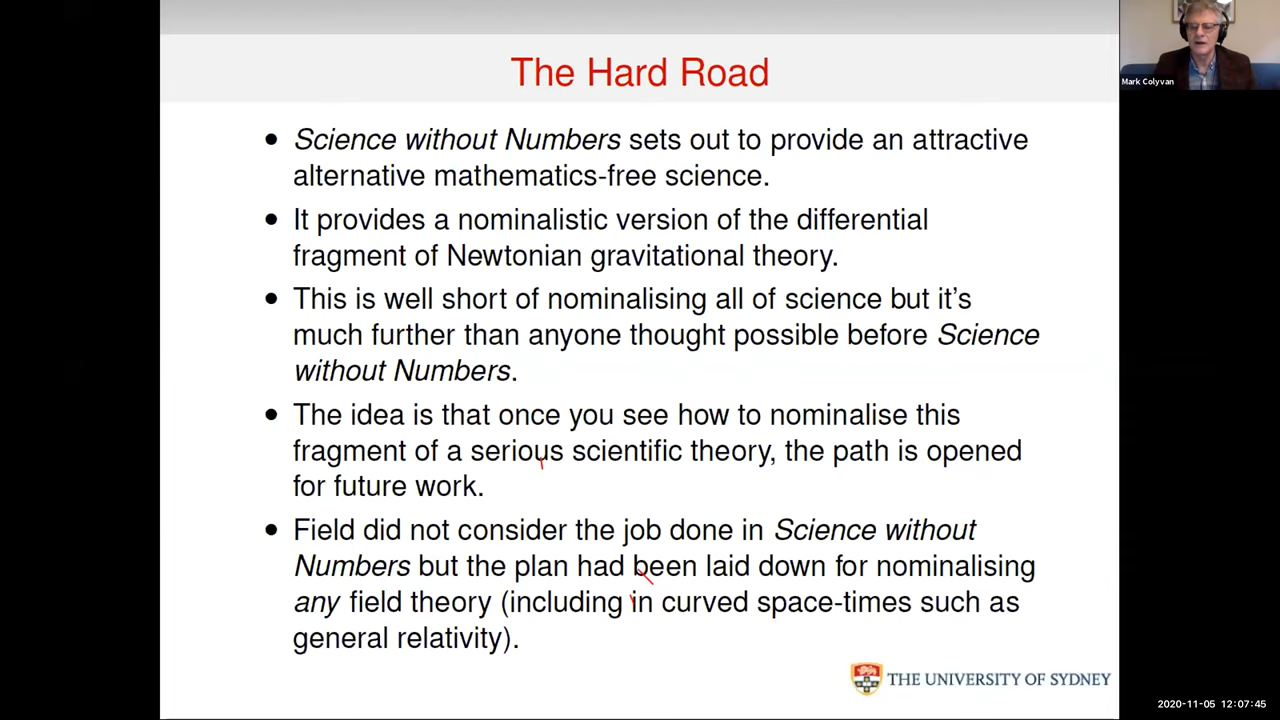 The Hard Road
Mark Colyvan
• Science without Numbers sets out to provide an attractive
alternative mathematics-free science.
• It provides a nominalistic version of the differential
fragment of Newtonian gravitational theory.
• This is well short of nominalising all of science but it's
much further than anyone thought possible before Science
without Numbers.
• The idea is that once you see how to nominalise this
fragment of a serious scientific theory, the path is opened
for future work.
• Field did not consider the job done in Science without
Numbers but the plan had been laid down for nominalising
any field theory (including in curved space-times such as
general relativity).
THE UNIVERSITY OF SYDNEY
2020-11-05 12:07:45